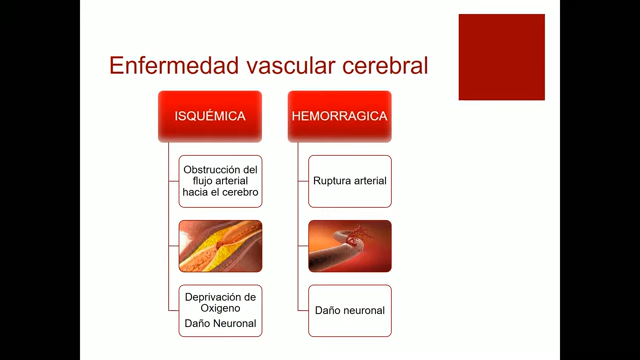 Enfermedad vascular cerebral
ISQUÉMICA
Obstrucción del
flujo arterial
hacia el cerebro
Deprivación de
Oxigeno
Daño Neuronal
HEMORRAGICA
Ruptura arterial
Daño neuronal